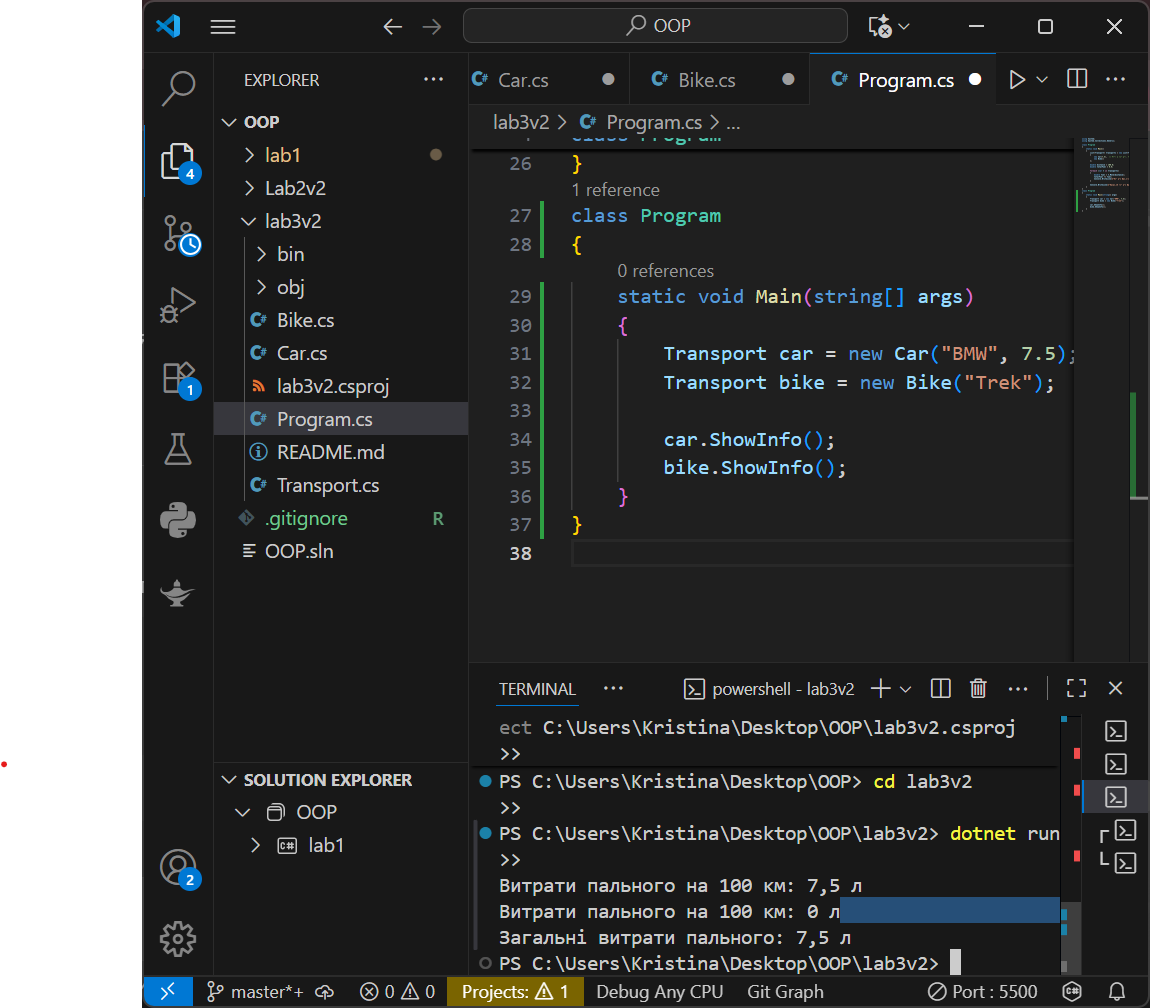 OOP
EXPLORER
Car.cs
Bike.cs
Program.cs
OOP
lab1
Lab2v2
lab3v2
bin
obj
Bike.cs
Car.cs
lab3v2.csproj
Program.cs
README.md
Transport.cs
.gitignore R
OOP.sln
lab3v2 > Program.cs > ...
26 }
1 reference
27 class Program
28 {
0 references
29 static void Main(string[] args)
30 {
31 Transport car = new Car("BMW", 7.5);
32 Transport bike = new Bike("Trek");
33
34 car.ShowInfo();
35 bike.ShowInfo();
36 }
37 }
38
4
1
2
SOLUTION EXPLORER
OOP
lab1
TERMINAL
powershell - lab3v2
ect C:\Users\Kristina\Desktop\OOP\lab3v2.csproj
>>
PS C:\Users\Kristina\Desktop\OOP> cd lab3v2
>>
PS C:\Users\Kristina\Desktop\OOP\lab3v2> dotnet run
>>
Витрати пального на 100 км: 7,5 л
Витрати пального на 100 км: 0 л
Загальні витрати пального: 7,5 л
PS C:\Users\Kristina\Desktop\OOP\lab3v2>
master*+ 0 0 Projects: 1 Debug Any CPU Git Graph Port : 5500